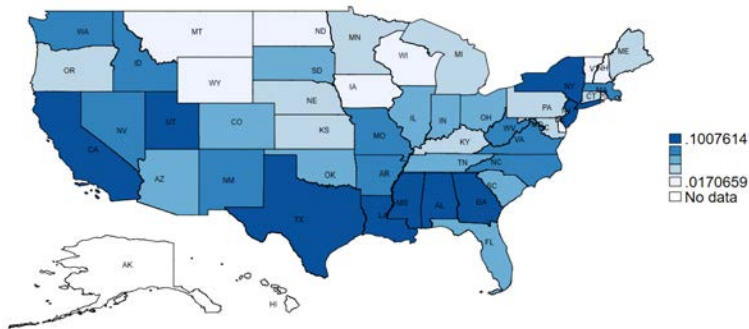 WA
MT
ND
MN
ME
OR
ID
WY
SD
WI
MI
VT
NH
NY
MA
CT
NE
IA
PA
NV
UT
CO
KS
MO
IL
IN
OH
WV
VA
KY
CA
AZ
NM
OK
AR
TN
NC
SC
TX
LA
MS
AL
GA
FL
AK
HI
.1007614
.0170659
No data